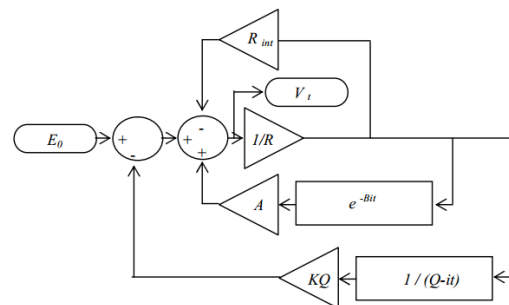 R int
-
V t
E0
+
-
+
+
1/R
A
e -Bit
KQ
1 / (Q-it)